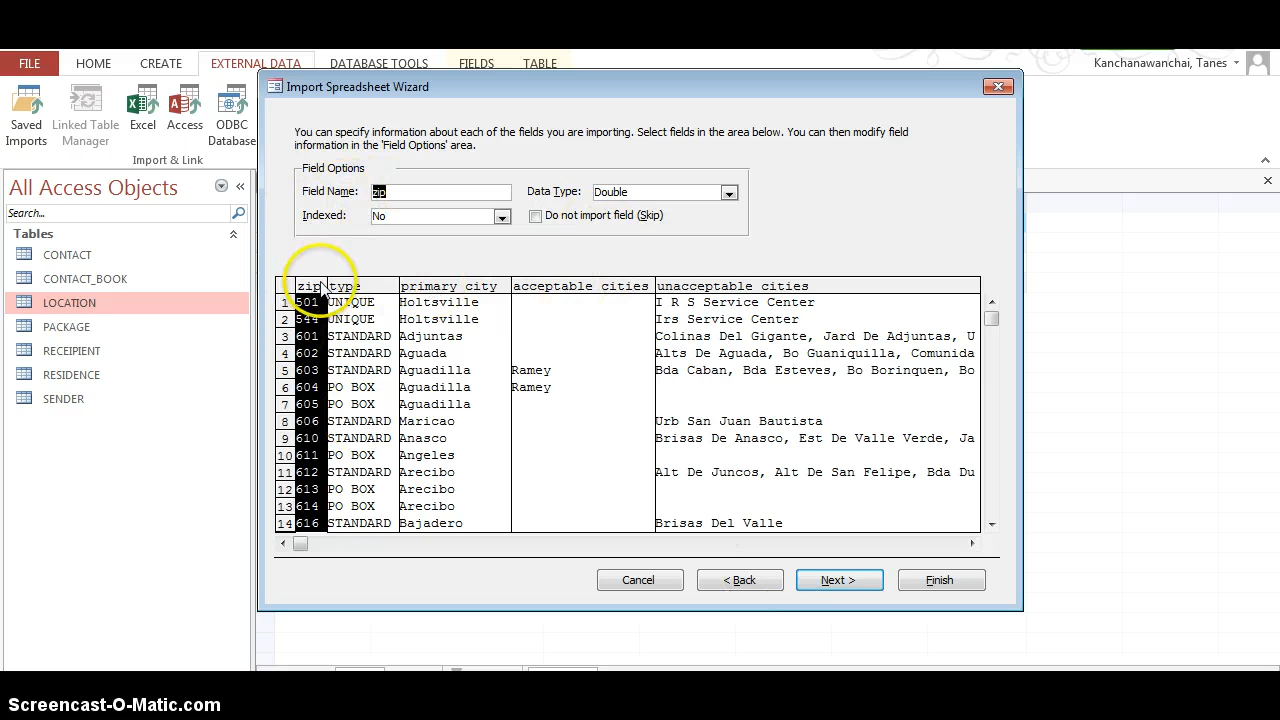 FILE HOME CREATE EXTERNAL DATA DATABASE TOOLS FIELDS TABLE Kanchanawanchai, Tanes
Import Spreadsheet Wizard
Saved Imports
Linked Table Manager
Excel
Access
ODBC Database
Import & Link
All Access Objects
Search...
Tables
CONTACT
CONTACT_BOOK
LOCATION
PACKAGE
RECEIPIENT
RESIDENCE
SENDER
You can specify information about each of the fields you are importing. Select fields in the area below. You can then modify field
information in the 'Field Options' area.
Field Options
Field Name: zip Data Type: Double
Indexed: No Do not import field (Skip)
zip type primary city acceptable cities unacceptable cities
1 501 UNIQUE Holtsville I R S Service Center
2 544 UNIQUE Holtsville Irs Service Center
3 601 STANDARD Adjuntas Colinas Del Gigante, Jard De Adjuntas, U
4 602 STANDARD Aguada Alts De Aguada, Bo Guaniquilla, Comunida
5 603 STANDARD Aguadilla Ramey Bda Caban, Bda Esteves, Bo Borinquen, Bo
6 604 PO BOX Aguadilla Ramey
7 605 PO BOX Aguadilla
8 606 STANDARD Maricao Urb San Juan Bautista
9 610 STANDARD Anasco Brisas De Anasco, Est De Valle Verde, Ja
10 611 PO BOX Angeles
11 612 STANDARD Arecibo Alt De Juncos, Alt De San Felipe, Bda Du
12 613 PO BOX Arecibo
13 614 PO BOX Arecibo
14 616 STANDARD Bajadero Brisas Del Valle
Cancel < Back Next > Finish
Screencast-O-Matic.com